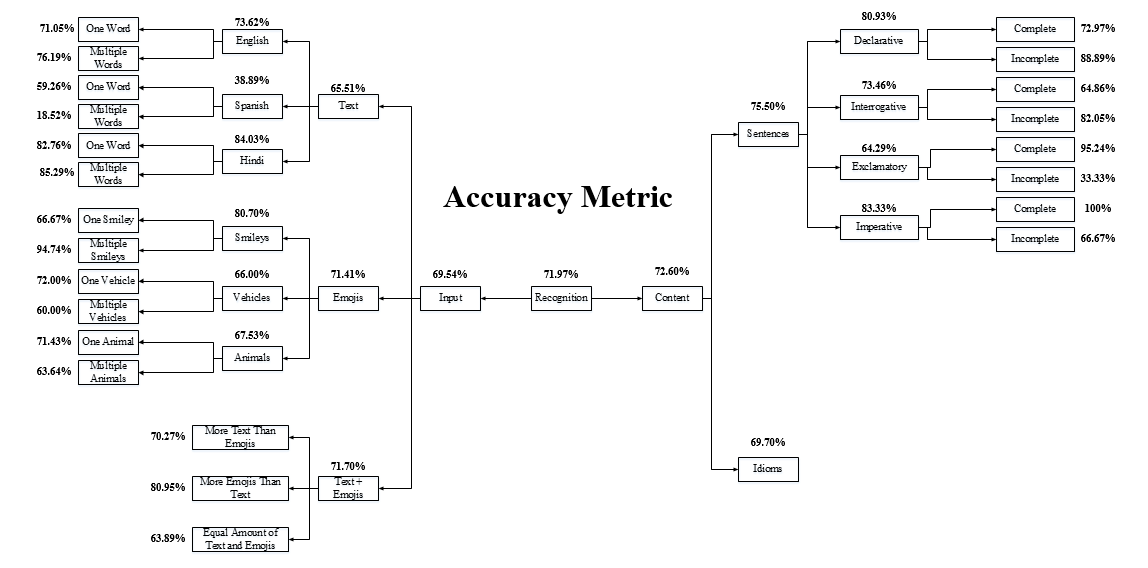 Accuracy Metric
71.97%
Recognition
69.54%
Input
65.51%
Text
73.62%
English
71.05%
One Word
76.19%
Multiple
Words
38.89%
Spanish
59.26%
One Word
18.52%
Multiple
Words
84.03%
Hindi
82.76%
One Word
85.29%
Multiple
Words
71.41%
Emojis
80.70%
Smileys
66.67%
One Smiley
94.74%
Multiple
Smileys
66.00%
Vehicles
72.00%
One Vehicle
60.00%
Multiple
Vehicles
67.53%
Animals
71.43%
One Animal
63.64%
Multiple
Animals
71.70%
Text +
Emojis
70.27%
More Text Than
Emojis
80.95%
More Emojis Than
Text
63.89%
Equal Amount of
Text and Emojis
72.60%
Content
75.50%
Sentences
80.93%
Declarative
Complete
72.97%
Incomplete
88.89%
73.46%
Interrogative
Complete
64.86%
Incomplete
82.05%
64.29%
Exclamatory
Complete
95.24%
Incomplete
33.33%
83.33%
Imperative
Complete
100%
Incomplete
66.67%
69.70%
Idioms